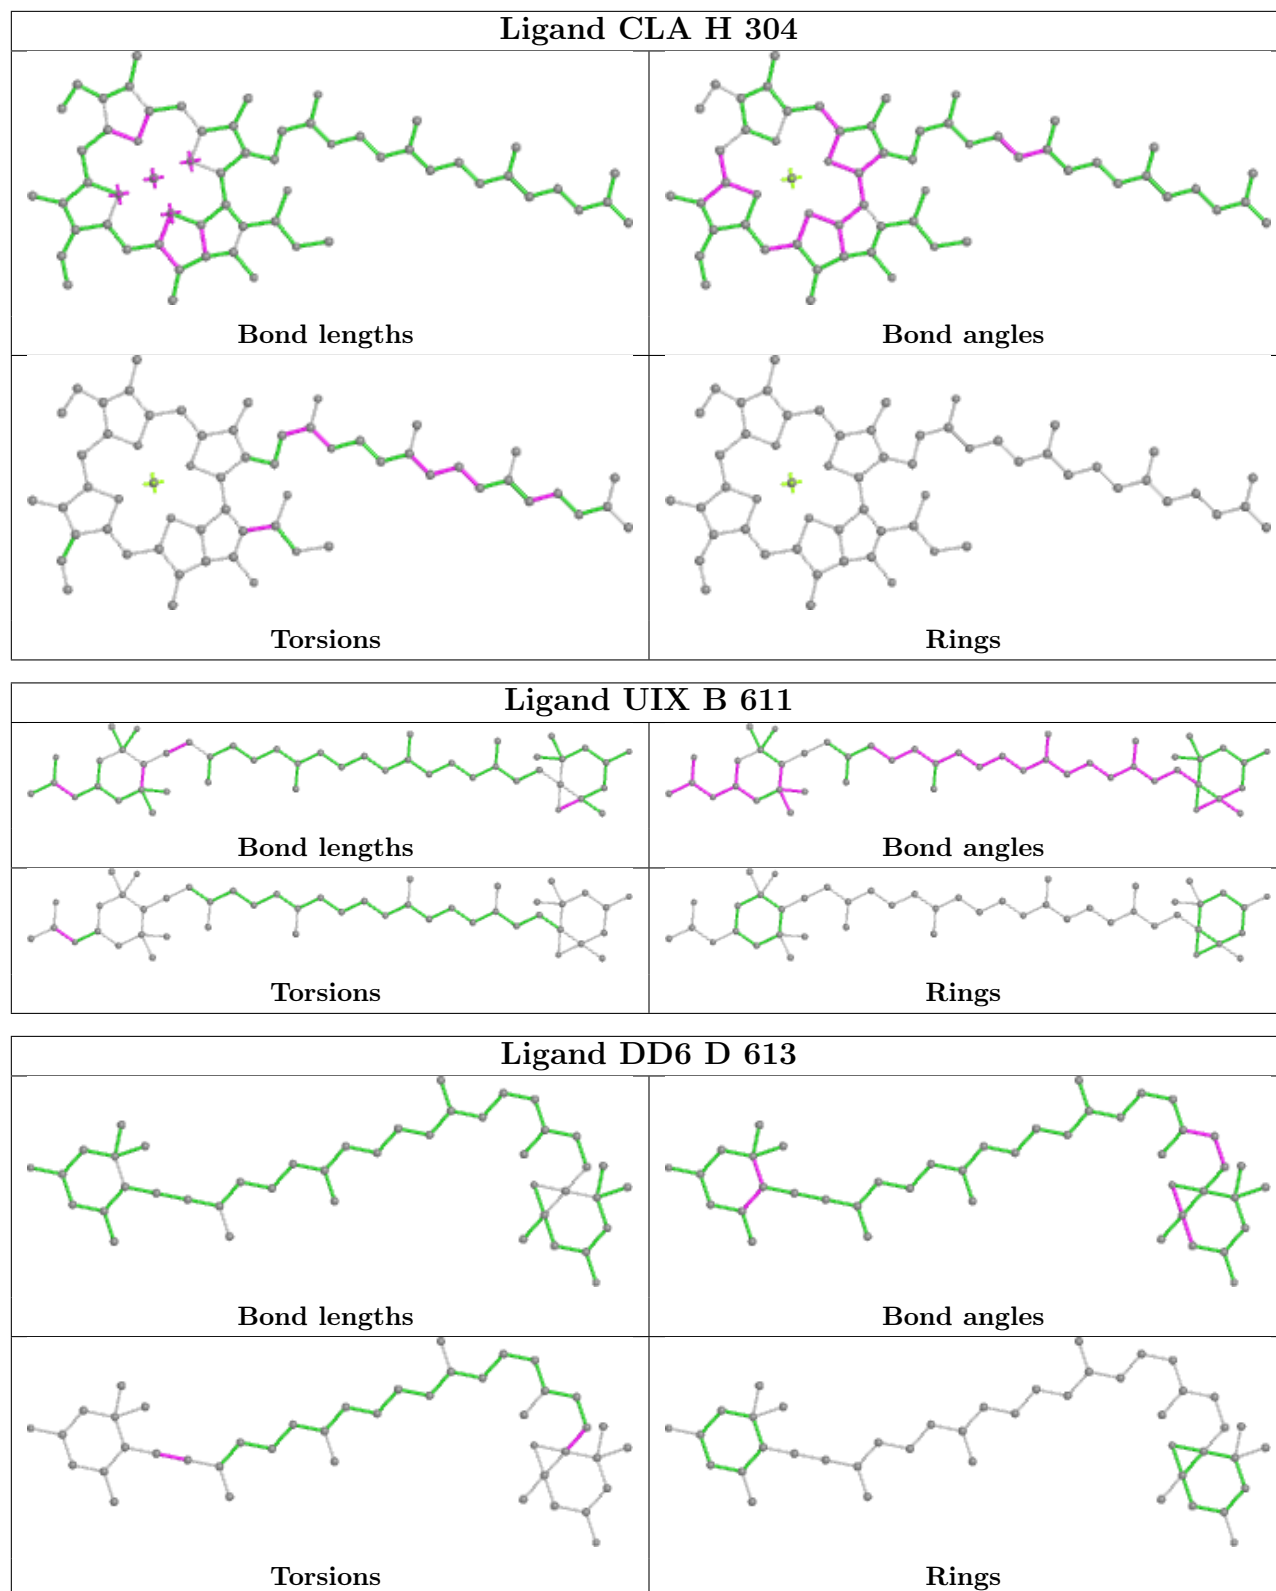 Ligand CLA H 304
Bond lengths
Bond angles
Torsions
Rings
Ligand UIX B 611
Bond lengths
Bond angles
Torsions
Rings
Ligand DD6 D 613
Bond lengths
Bond angles
Torsions
Rings